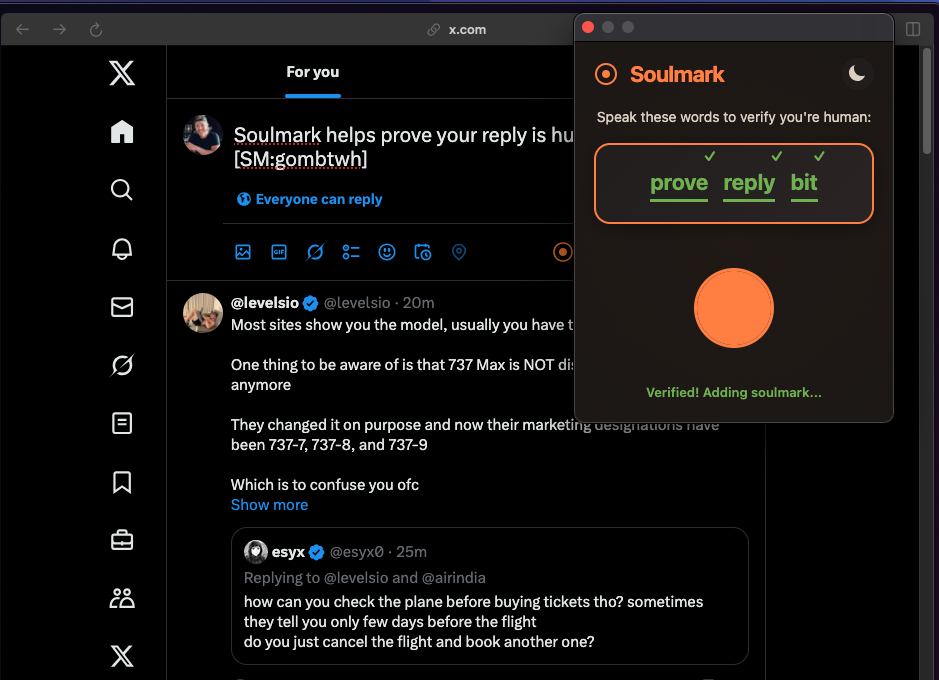 x.com
For you
Soulmark helps prove your reply is hu
[SM:gombtwh]
Everyone can reply
GIF
@levelsio @levelsio · 20m
Most sites show you the model, usually you have t
One thing to be aware of is that 737 Max is NOT dis
anymore
They changed it on purpose and now their marketing designations have
been 737-7, 737-8, and 737-9
Which is to confuse you ofc
Show more
esyx @esyx0 · 25m
Replying to @levelsio and @airindia
how can you check the plane before buying tickets tho? sometimes
they tell you only few days before the flight
do you just cancel the flight and book another one?
Soulmark
Speak these words to verify you're human:
prove reply bit
Verified! Adding soulmark...